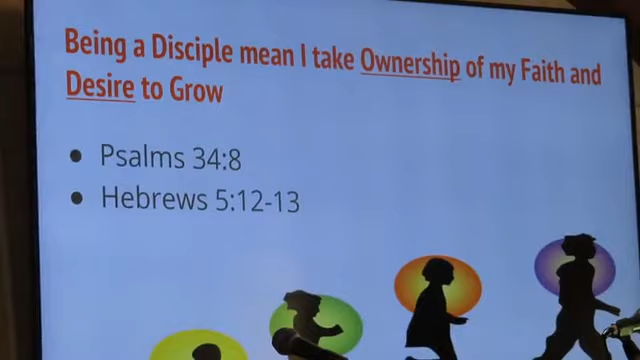 Being a Disciple mean I take Ownership of my Faith and
Desire to Grow
• Psalms 34:8
• Hebrews 5:12-13